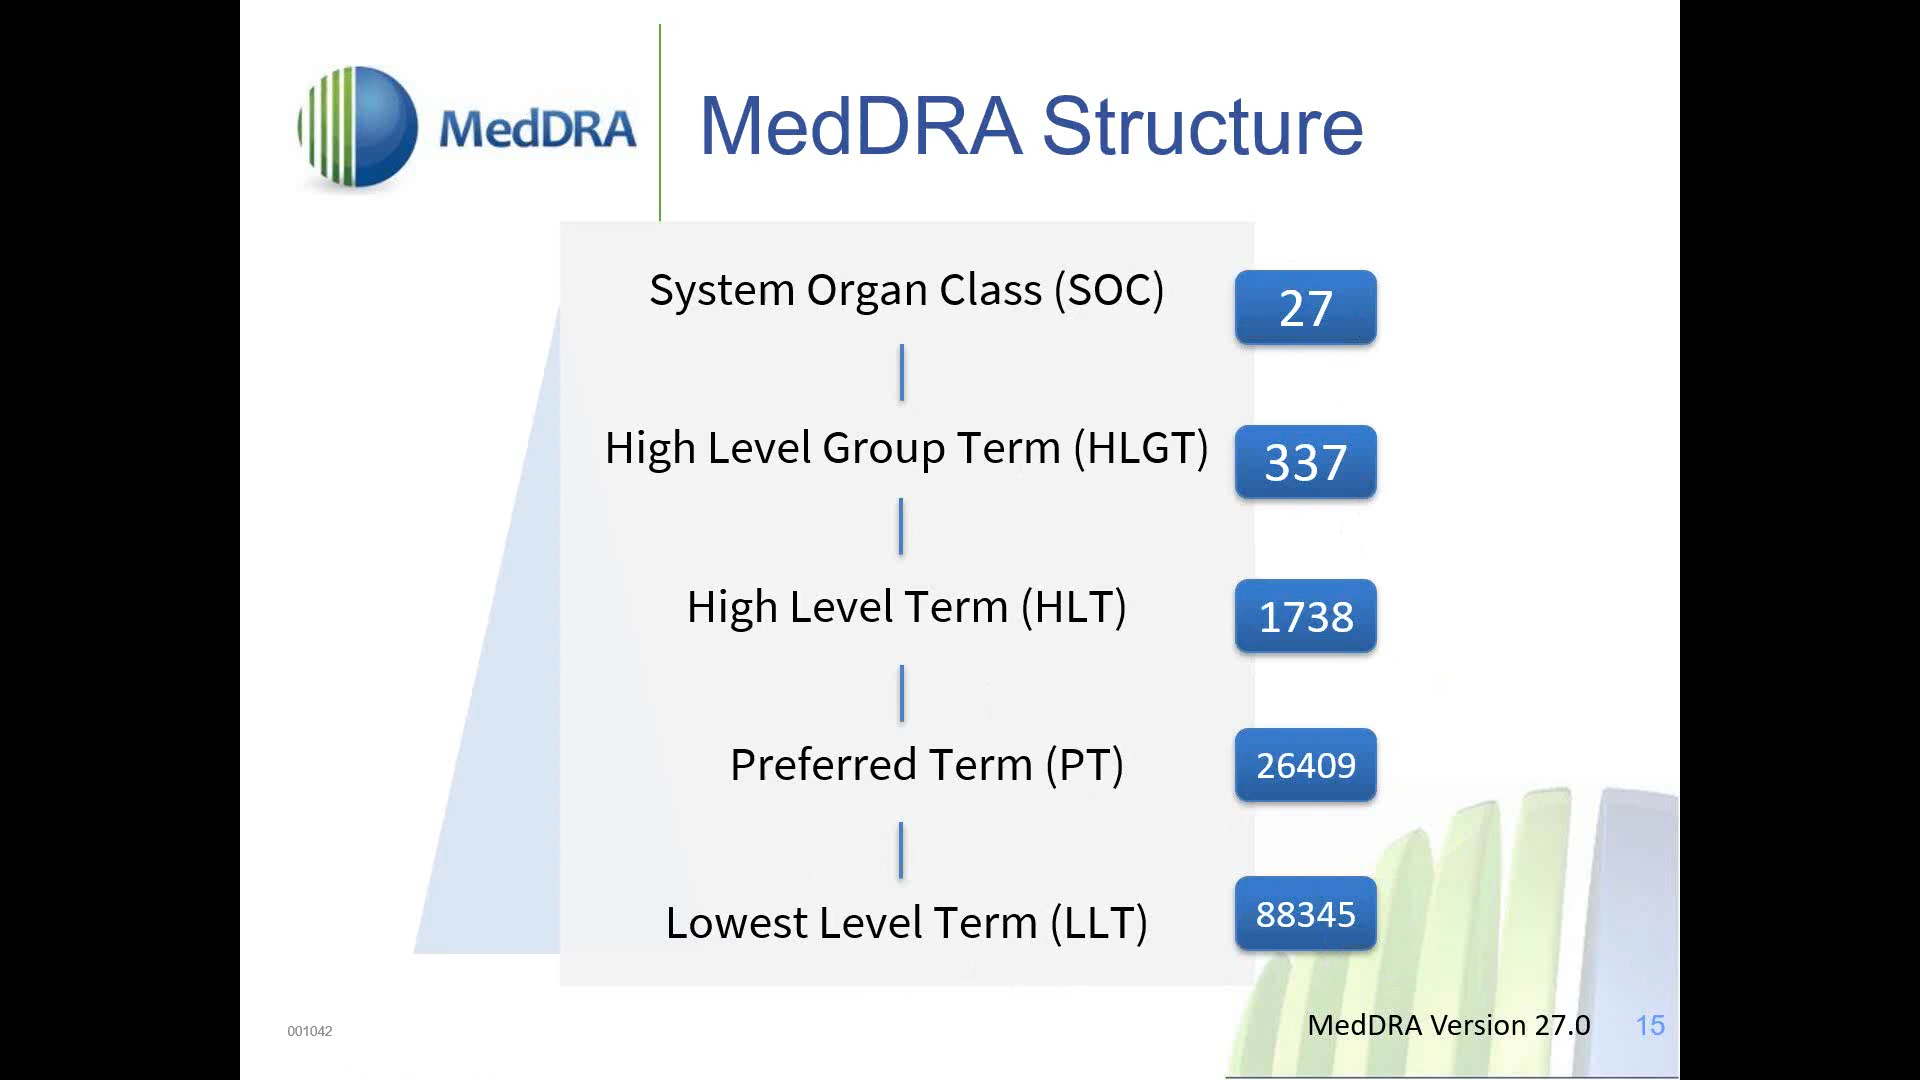 MedDRA
MedDRA Structure
System Organ Class (SOC)
27
High Level Group Term (HLGT)
337
High Level Term (HLT)
1738
Preferred Term (PT)
26409
Lowest Level Term (LLT)
88345
001042
MedDRA Version 27.0
15